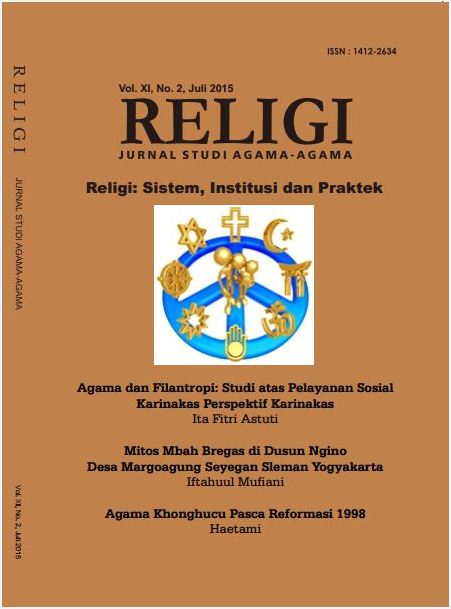 ISSN : 1412-2634
Vol. XI, No. 2, Juli 2015
RELIGI
JURNAL STUDI AGAMA-AGAMA
Religi: Sistem, Institusi dan Praktek
Agama dan Filantropi: Studi atas Pelayanan Sosial
Karinakas Perspektif Karinakas
Ita Fitri Astuti
Mitos Mbah Bregas di Dusun Ngino
Desa Margoagung Seyegan Sleman Yogyakarta
Iftahuul Mufiani
Agama Khonghucu Pasca Reformasi 1998
Haetami
RELIGI
JURNAL STUDI AGAMA-AGAMA
Vol. XII, No. 2, Juli 2015